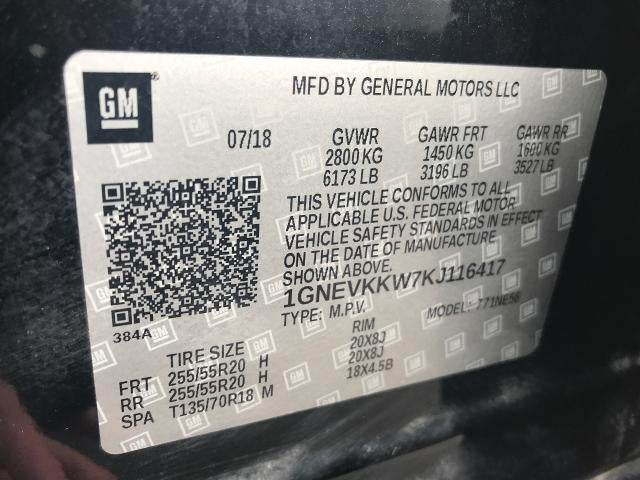 GM
MFD BY GENERAL MOTORS LLC
07/18 GVWR GAWR FRT GAWR RR
2800 KG 1450 KG 1600 KG
6173 LB 3196 LB 3527 LB
THIS VEHICLE CONFORMS TO ALL
APPLICABLE U.S. FEDERAL MOTOR
VEHICLE SAFETY STANDARDS IN EFFECT
ON THE DATE OF MANUFACTURE
SHOWN ABOVE.
1GNEVKKW7KJ116417
TYPE: M.P.V. MODEL: 771NE56
384A
TIRE SIZE RIM
FRT 255/55R20 H 20X8J
RR 255/55R20 H 20X8J
SPA T135/70R18 M 18X4.5B